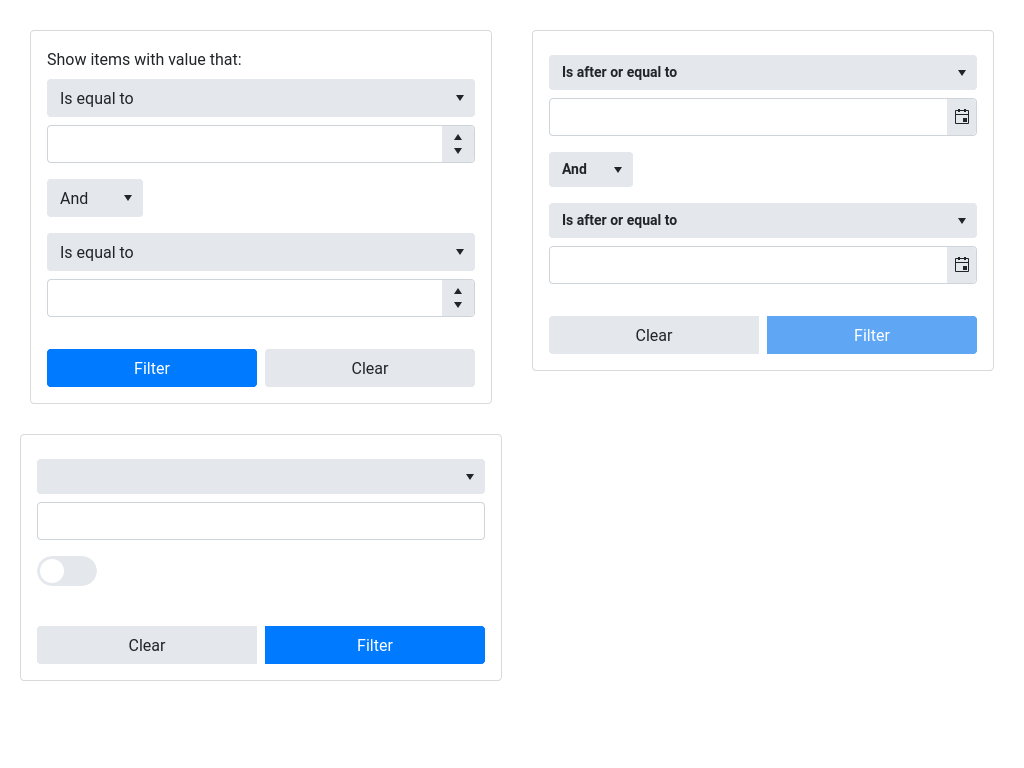 Show items with value that:
Is equal to
And
Is equal to
Filter
Clear
Is after or equal to
And
Is after or equal to
Clear
Filter
Clear
Filter